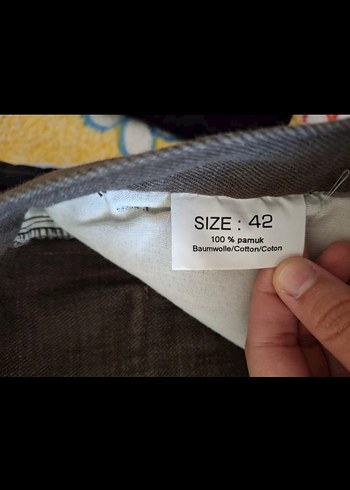 SIZE : 42
100 % pamuk
Baumwolle/Cotton/Coton